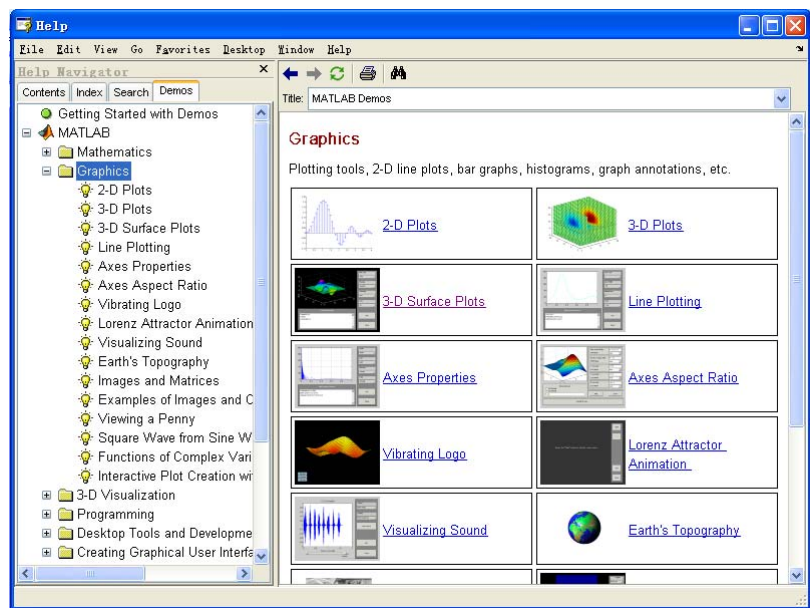 Help
File Edit View Go Favorites Desktop Window Help
Help Navigator
Contents Index Search Demos
Getting Started with Demos
MATLAB
Mathematics
Graphics
2-D Plots
3-D Plots
3-D Surface Plots
Line Plotting
Axes Properties
Axes Aspect Ratio
Vibrating Logo
Lorenz Attractor Animation
Visualizing Sound
Earth's Topography
Images and Matrices
Examples of Images and C
Viewing a Penny
Square Wave from Sine W
Functions of Complex Vari
Interactive Plot Creation wi
3-D Visualization
Programming
Desktop Tools and Developme
Creating Graphical User Interfa
Title: MATLAB Demos
Graphics
Plotting tools, 2-D line plots, bar graphs, histograms, graph annotations, etc.
2-D Plots
3-D Plots
3-D Surface Plots
Line Plotting
Axes Properties
Axes Aspect Ratio
Vibrating Logo
Lorenz Attractor
Animation
Visualizing Sound
Earth's Topography